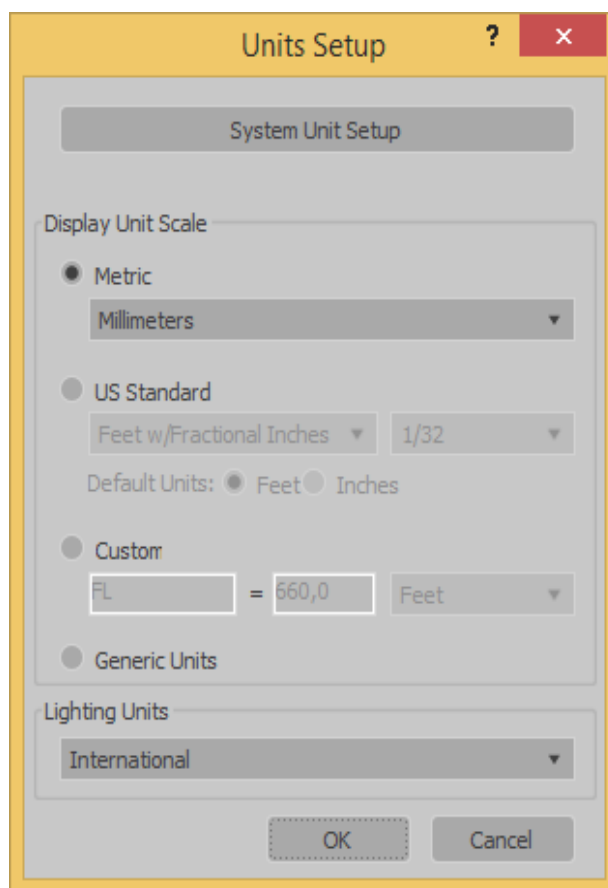 Units Setup ? ×
System Unit Setup
Display Unit Scale
Metric
Millimeters
US Standard
Feet w/Fractional Inches 1/32
Default Units: Feet Inches
Custom
FL = 660,0 Feet
Generic Units
Lighting Units
International
OK Cancel